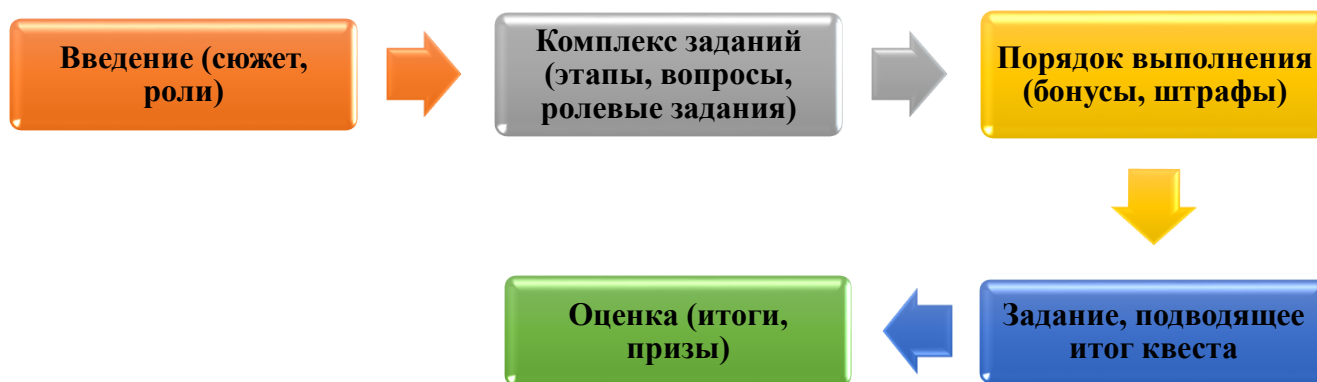 Введение (сюжет,
роли)
Комплекс заданий
(этапы, вопросы,
ролевые задания)
Порядок выполнения
(бонусы, штрафы)
Задание, подводящее
итог квеста
Оценка (итоги,
призы)